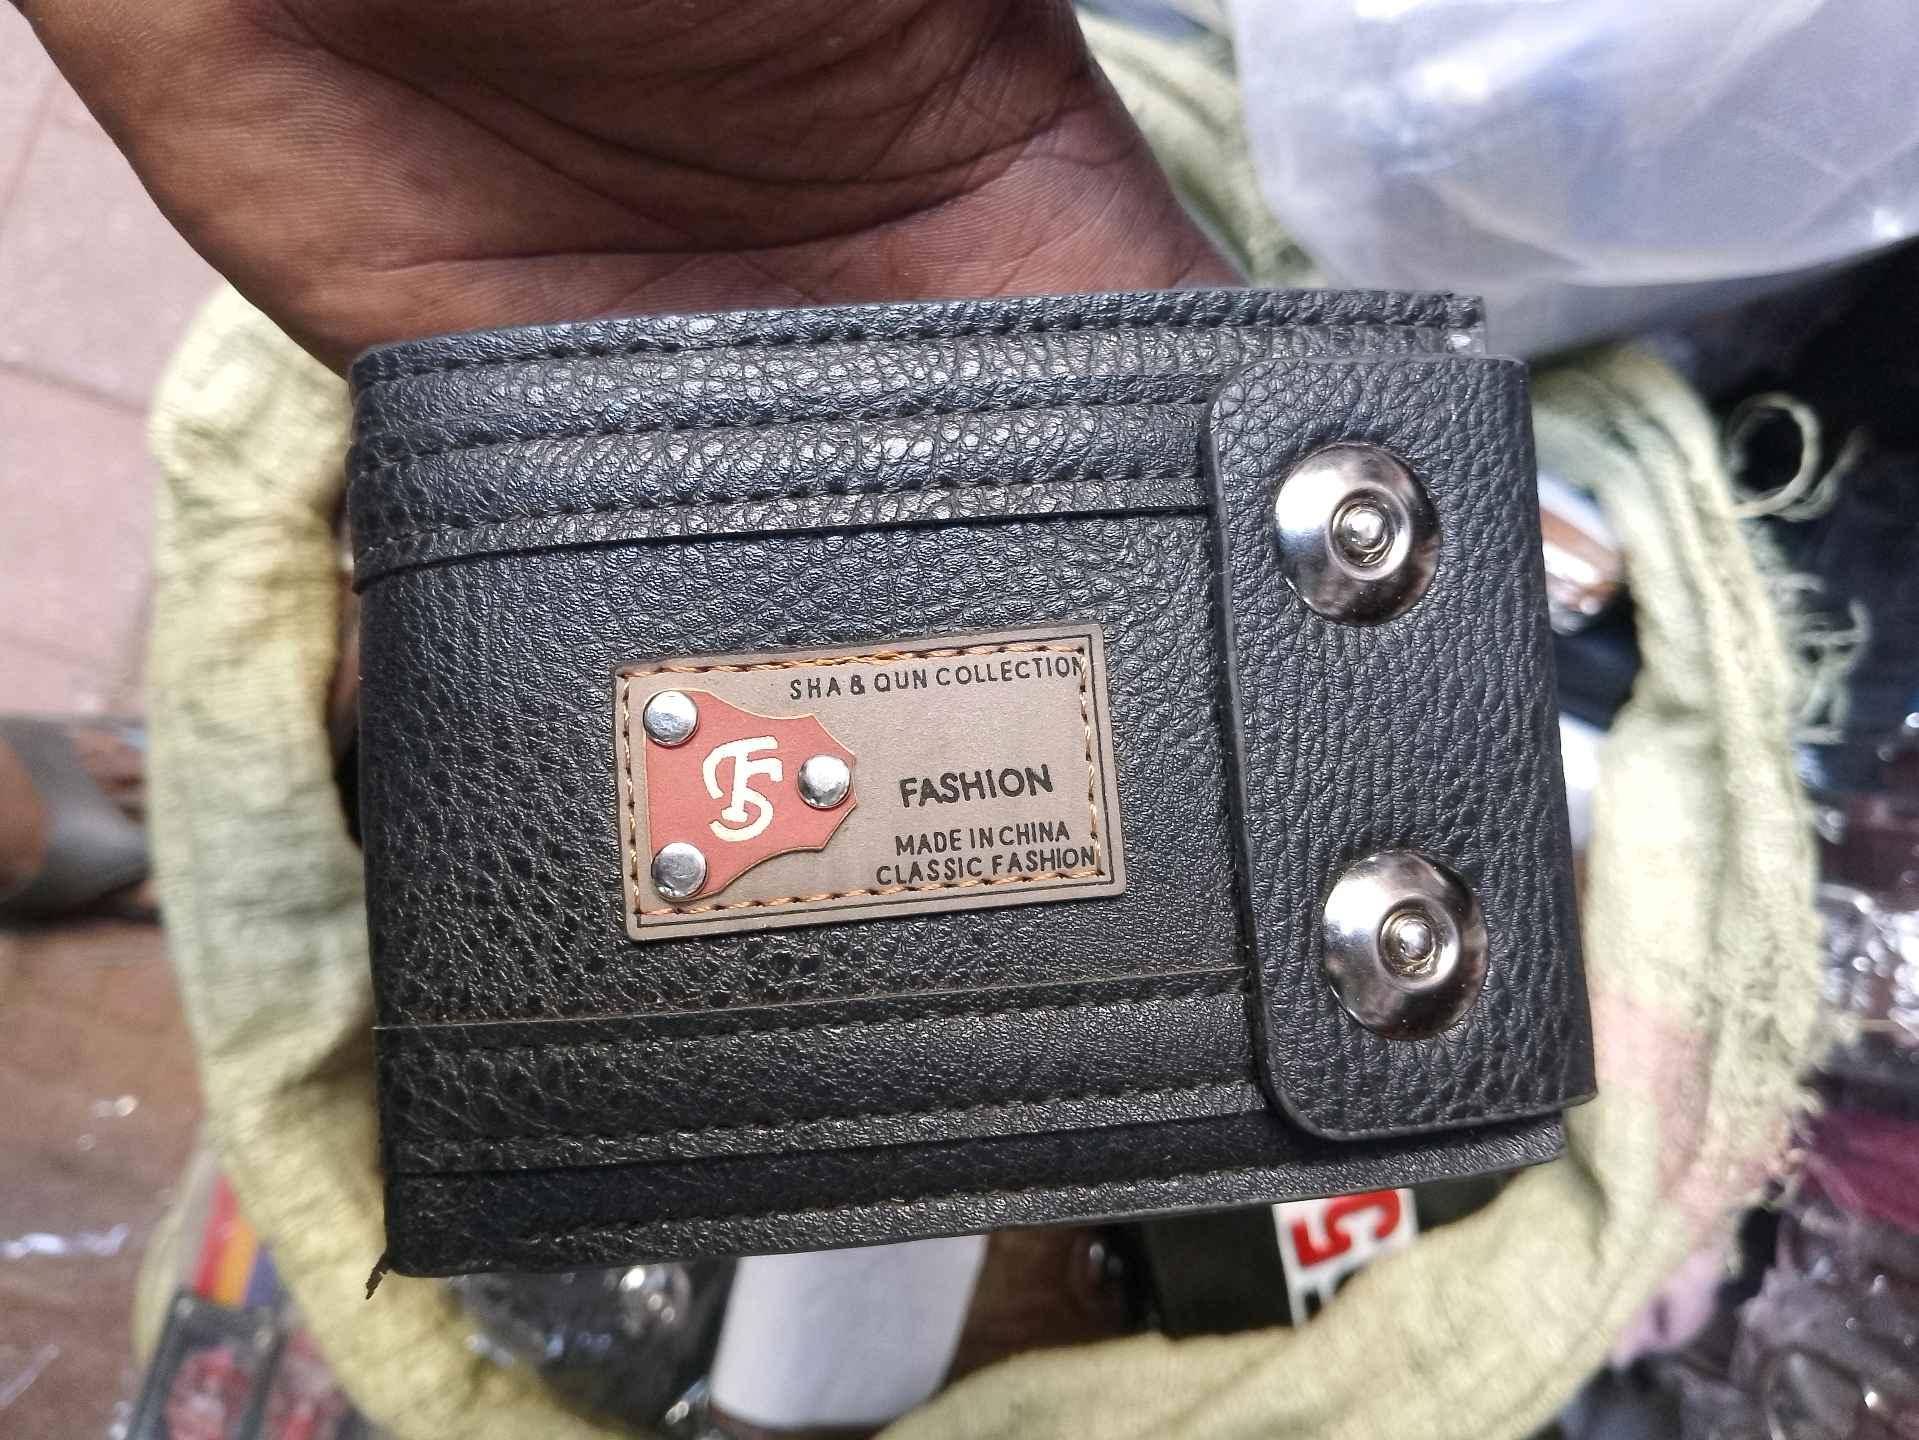 SHA & QUN COLLECTION
FS
FASHION
MADE IN CHINA
CLASSIC FASHION